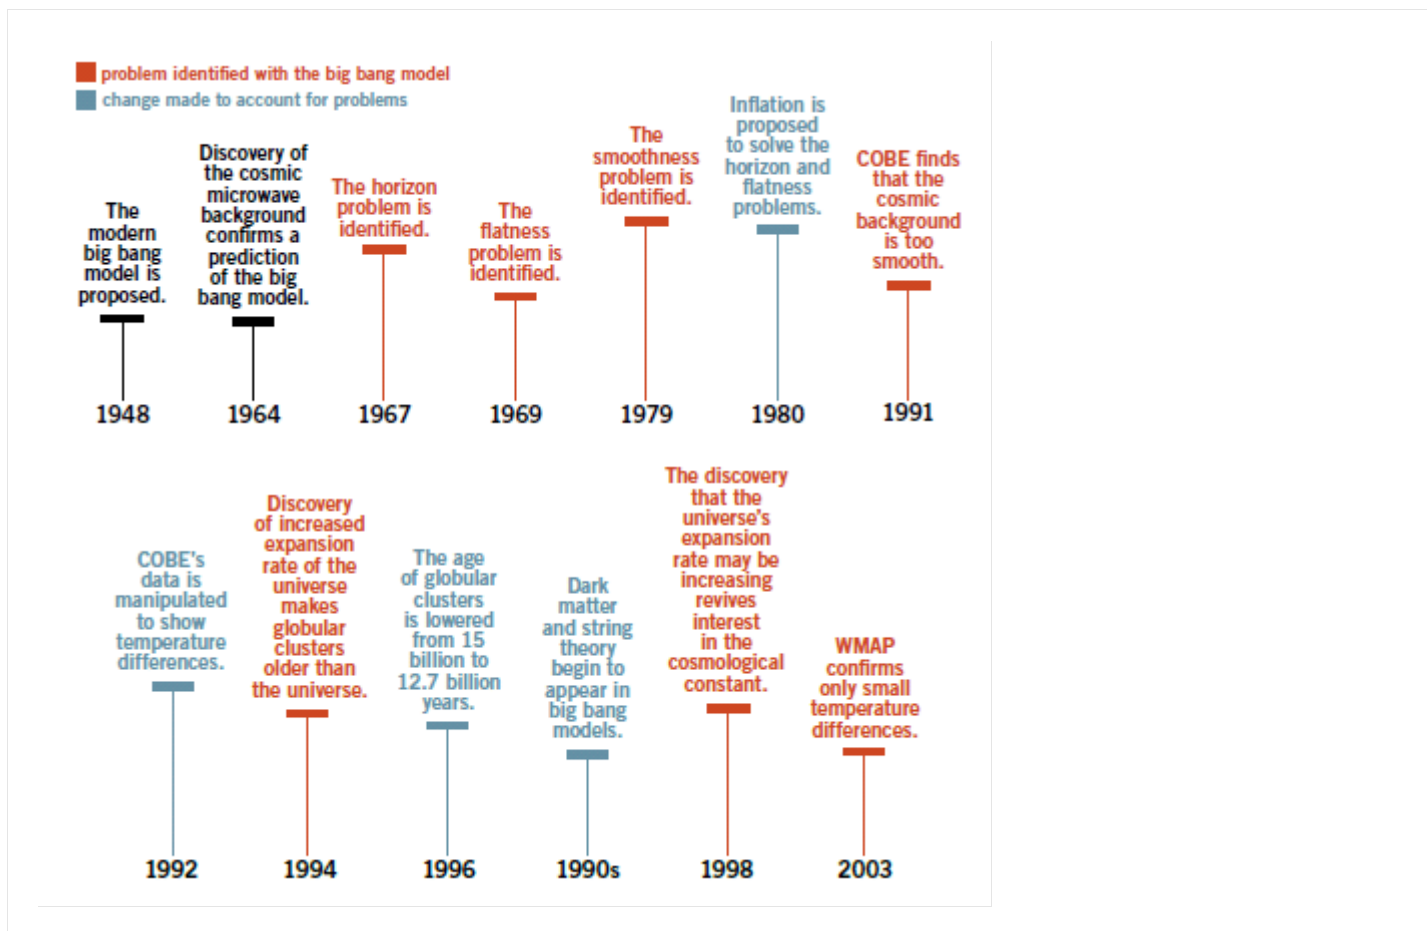 problem identified with the big bang model
change made to account for problems
The
modern
big bang
model is
proposed.
1948
Discovery of
the cosmic
microwave
background
confirms a
prediction
of the big
bang model.
1964
The horizon
problem is
identified.
1967
The
flatness
problem is
identified.
1969
The
smoothness
problem is
identified.
1979
Inflation is
proposed
to solve the
horizon and
flatness
problems.
1980
COBE finds
that the
cosmic
background
is too
smooth.
1991
COBE's
data is
manipulated
to show
temperature
differences.
1992
Discovery
of increased
expansion
rate of the
universe
makes
globular
clusters
older than
the universe.
1994
The age
of globular
clusters
is lowered
from 15
billion to
12.7 billion
years.
1996
Dark
matter
and string
theory
begin to
appear in
big bang
models.
1990s
The discovery
that the
universe's
expansion
rate may be
increasing
revives
interest
in the
cosmological
constant.
1998
WMAP
confirms
only small
temperature
differences.
2003